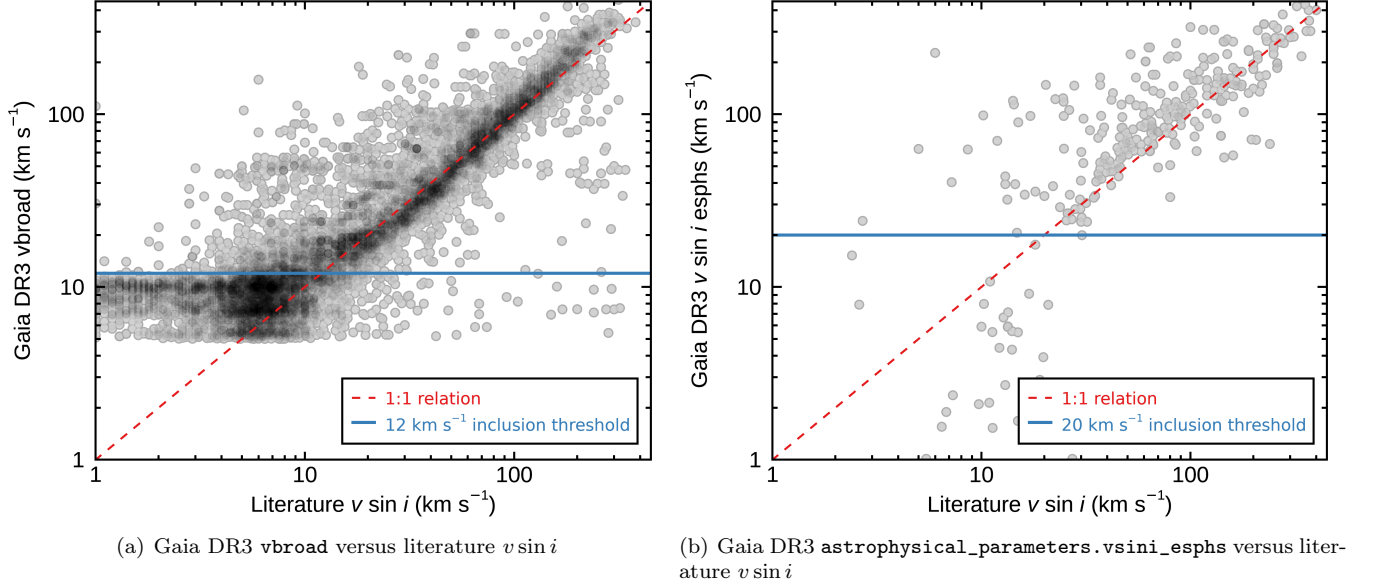 Gaia DR3 vbroad (km s⁻¹)
100
10
1
1
10
100
Literature v sin i (km s⁻¹)
1:1 relation
12 km s⁻¹ inclusion threshold
(a) Gaia DR3 vbroad versus literature v sin i
Gaia DR3 v sin i esphs (km s⁻¹)
100
10
1
1
10
100
Literature v sin i (km s⁻¹)
1:1 relation
20 km s⁻¹ inclusion threshold
(b) Gaia DR3 astrophysical_parameters.vsini_esphs versus liter-
ature v sin i